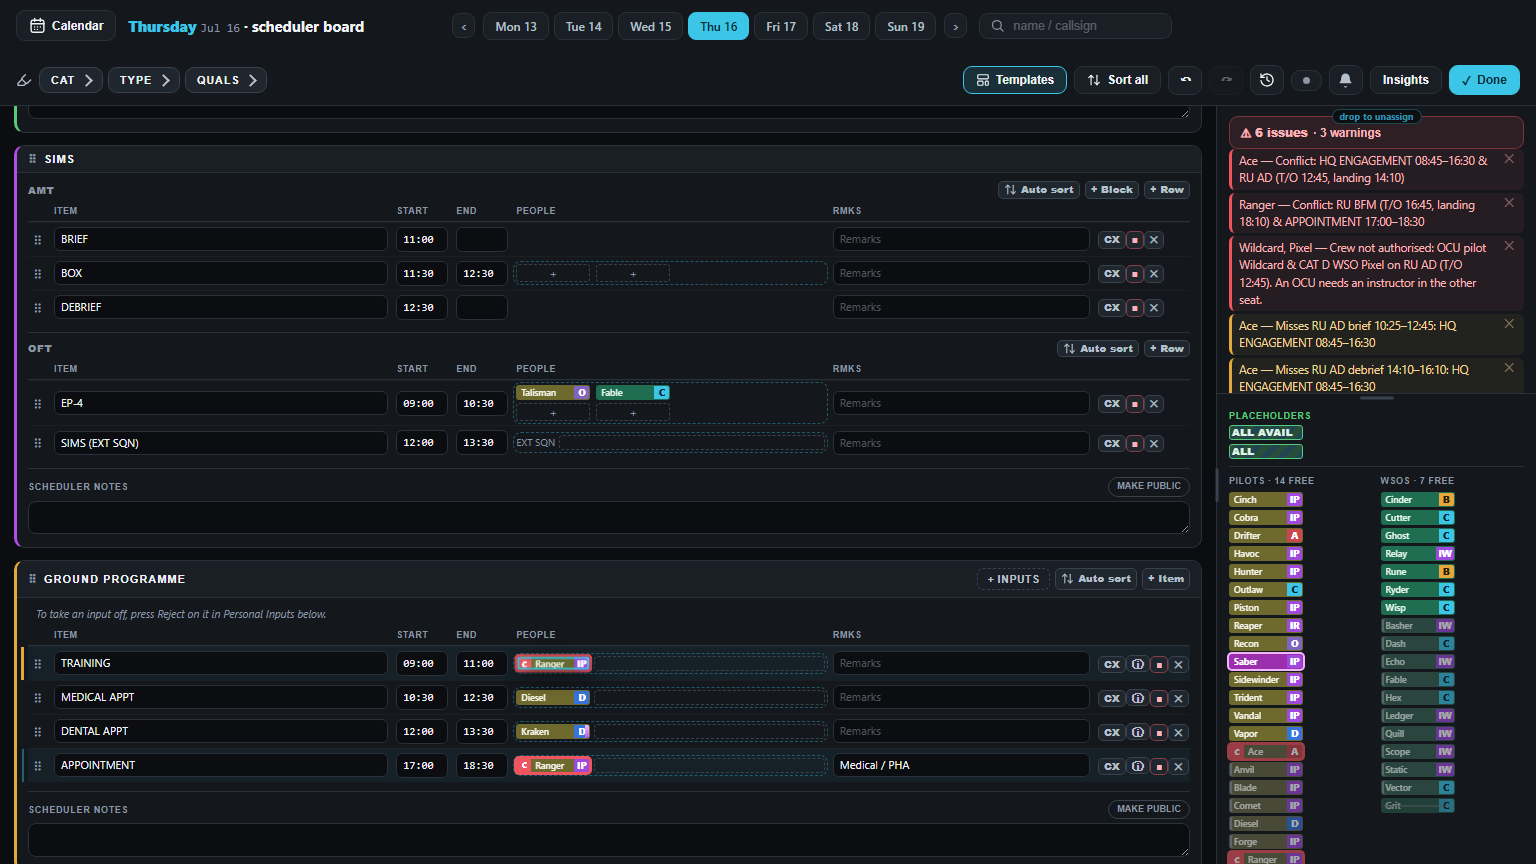 Calendar
Thursday Jul 16 · scheduler board
‹ Mon 13 Tue 14 Wed 15 Thu 16 Fri 17 Sat 18 Sun 19 ›
name / callsign
CAT TYPE QUALS
Templates Sort all Insights ✓ Done
drop to unassign
⚠ 6 issues · 3 warnings
Ace — Conflict: HQ ENGAGEMENT 08:45–16:30 &
RU AD (T/O 12:45, landing 14:10)
Ranger — Conflict: RU BFM (T/O 16:45, landing
18:10) & APPOINTMENT 17:00–18:30
Wildcard, Pixel — Crew not authorised: OCU pilot
Wildcard & CAT D WSO Pixel on RU AD (T/O
12:45). An OCU needs an instructor in the other
seat.
Ace — Misses RU AD brief 10:25–12:45: HQ
ENGAGEMENT 08:45–16:30
Ace — Misses RU AD debrief 14:10–16:10: HQ
ENGAGEMENT 08:45–16:30
SIMS
AMT
Auto sort + Block + Row
ITEM START END PEOPLE RMKS
BRIEF 11:00 Remarks CX
BOX 11:30 12:30 + + Remarks CX
DEBRIEF 12:30 Remarks CX
OFT
Auto sort + Row
ITEM START END PEOPLE RMKS
EP-4 09:00 10:30 Talisman O Fable C + + Remarks CX
SIMS (EXT SQN) 12:00 13:30 EXT SQN Remarks CX
SCHEDULER NOTES MAKE PUBLIC
GROUND PROGRAMME
+ INPUTS Auto sort + Item
To take an input off, press Reject on it in Personal Inputs below.
ITEM START END PEOPLE RMKS
TRAINING 09:00 11:00 C Ranger IP Remarks CX
MEDICAL APPT 10:30 12:30 Diesel D Remarks CX
DENTAL APPT 12:00 13:30 Kraken D Remarks CX
APPOINTMENT 17:00 18:30 C Ranger IP Medical / PHA CX
SCHEDULER NOTES MAKE PUBLIC
PLACEHOLDERS
ALL AVAIL
ALL
PILOTS · 14 FREE
Cinch IP
Cobra IP
Drifter A
Havoc IP
Hunter IP
Outlaw C
Piston IP
Reaper IR
Recon O
Saber IP
Sidewinder IP
Trident IP
Vandal IP
Vapor D
C Ace A
Anvil IP
Blade IP
Comet IP
Diesel D
Forge IP
C Ranger IP
WSOS · 7 FREE
Cinder B
Cutter C
Ghost C
Relay IW
Rune B
Ryder C
Wisp C
Basher IW
Dash C
Echo IW
Fable C
Hex C
Ledger IW
Quill IW
Scope IW
Static IW
Vector C
Grit C